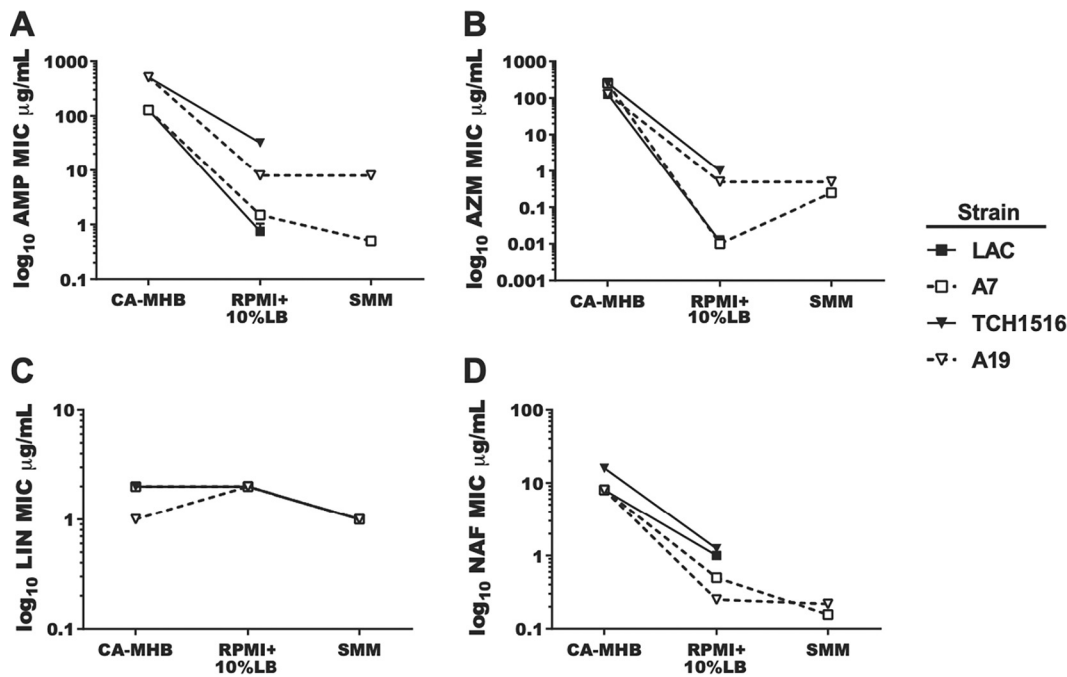 A
log10 AMP MIC µg/mL
1000
100
10
1
0.1
CA-MHB
RPMI+
10%LB
SMM
B
log10 AZM MIC µg/mL
1000
100
10
1
0.1
0.01
0.001
CA-MHB
RPMI+
10%LB
SMM
Strain
LAC
A7
TCH1516
A19
C
log10 LIN MIC µg/mL
10
1
0.1
CA-MHB
RPMI+
10%LB
SMM
D
log10 NAF MIC µg/mL
100
10
1
0.1
CA-MHB
RPMI+
10%LB
SMM